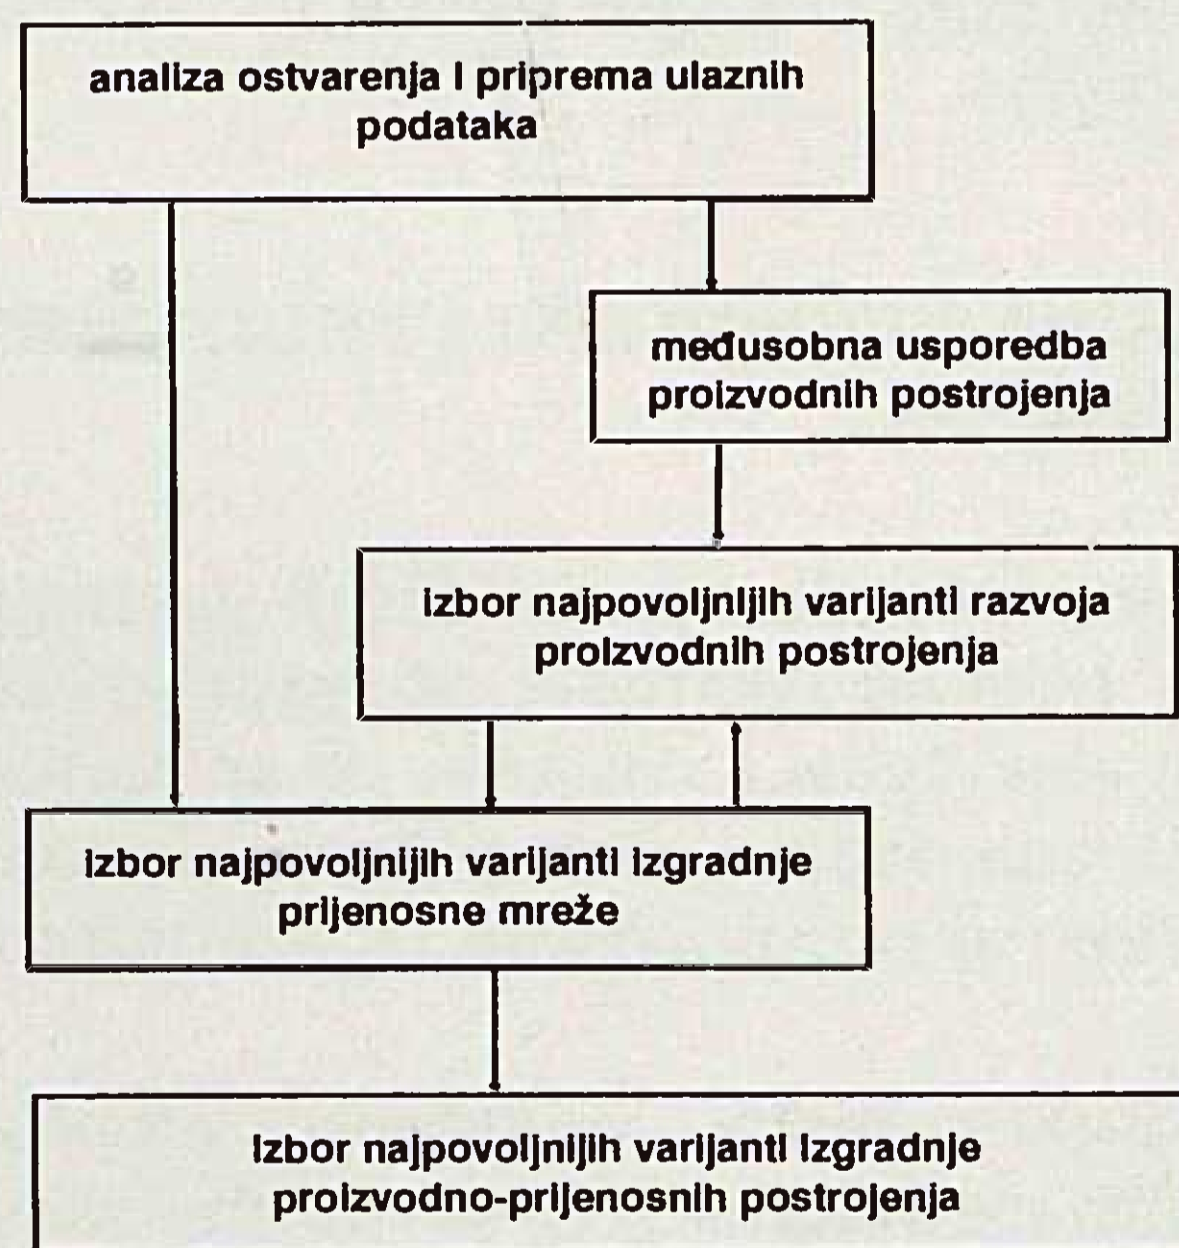 analiza ostvarenja i priprema ulaznih
podataka
međusobna usporedba
proizvodnih postrojenja
izbor najpovoljnijih varijanti razvoja
proizvodnih postrojenja
izbor najpovoljnijih varijanti izgradnje
prijenosne mreže
izbor najpovoljnijih varijanti izgradnje
proizvodno-prijenosnih postrojenja